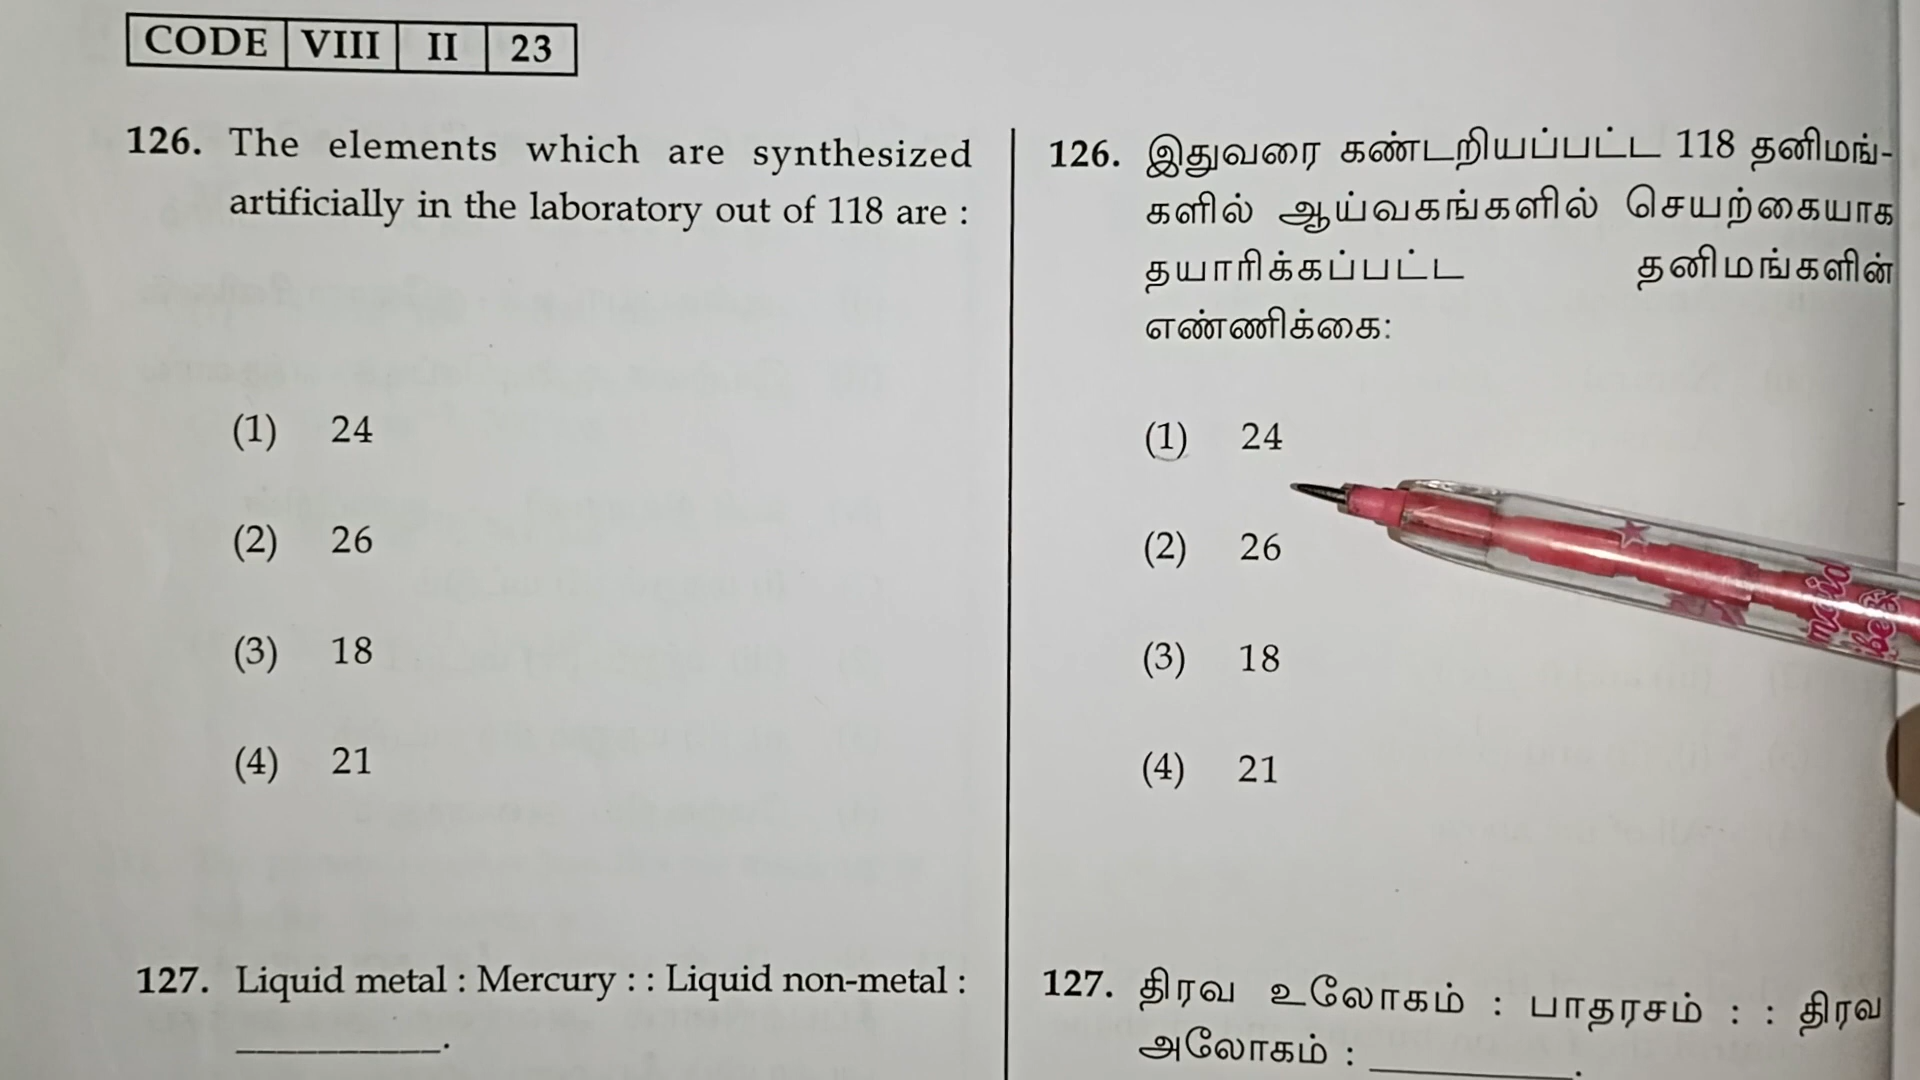 CODE VIII II 23
126. The elements which are synthesized
artificially in the laboratory out of 118 are :
(1) 24
(2) 26
(3) 18
(4) 21
127. Liquid metal : Mercury : : Liquid non-metal :
__________.
126. இதுவரை கண்டறியப்பட்ட 118 தனிமங்-
களில் ஆய்வகங்களில் செயற்கையாக
தயாரிக்கப்பட்ட தனிமங்களின்
எண்ணிக்கை:
(1) 24
(2) 26
(3) 18
(4) 21
127. திரவ உலோகம் : பாதரசம் : : திரவ
அலோகம் : __________.